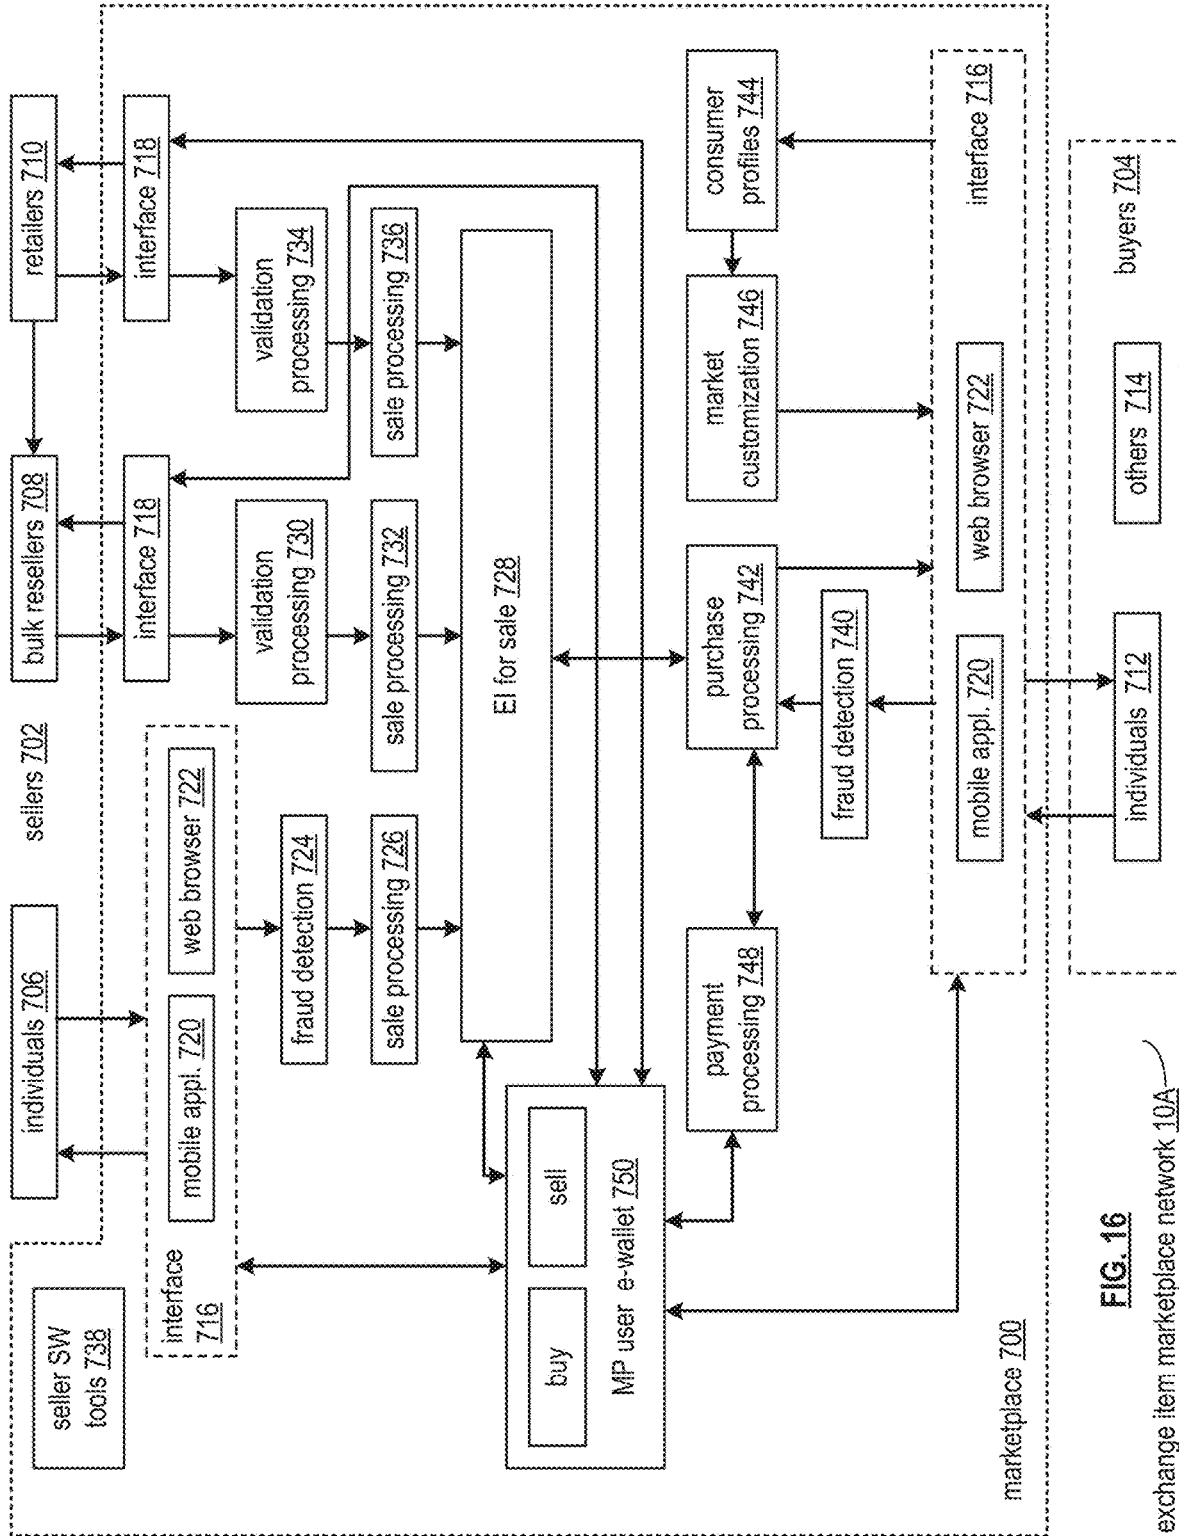 seller SW
tools 738
individuals 706
sellers 702
bulk resellers 708
retailers 710
interface
716
mobile appl. 720
web browser 722
interface 718
interface 718
fraud detection 724
validation
processing 730
validation
processing 734
sale processing 726
sale processing 732
sale processing 736
EI for sale 728
buy
sell
MP user e-wallet 750
payment
processing 748
purchase
processing 742
market
customization 746
consumer
profiles 744
fraud detection 740
mobile appl. 720
web browser 722
interface 716
marketplace 700
individuals 712
others 714
buyers 704
FIG. 16
exchange item marketplace network 10A